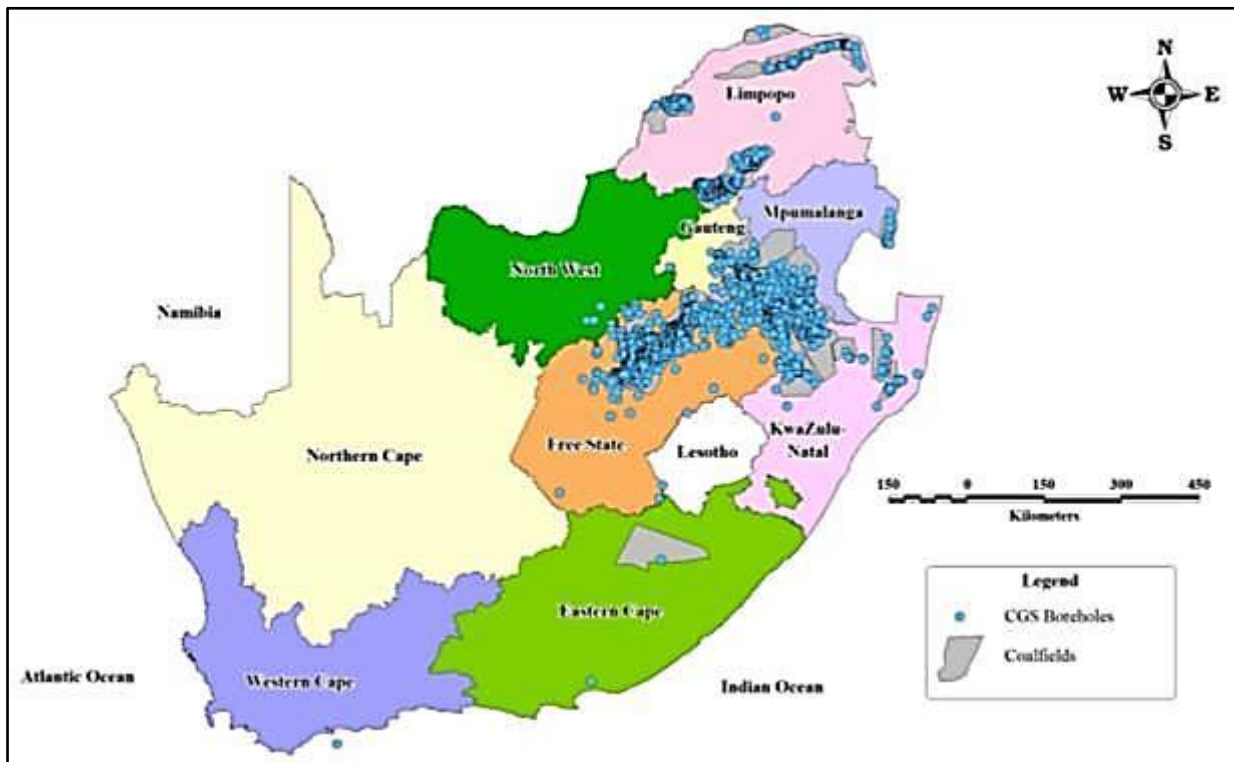 N
W E
S
Limpopo
Mpumalanga
Gauteng
North West
Namibia
KwaZulu-
Natal
Free State
Lesotho
Northern Cape
150 0 150 300 450
Kilometers
Eastern Cape
Western Cape
Atlantic Ocean
Indian Ocean
Legend
CGS Boreholes
Coalfields